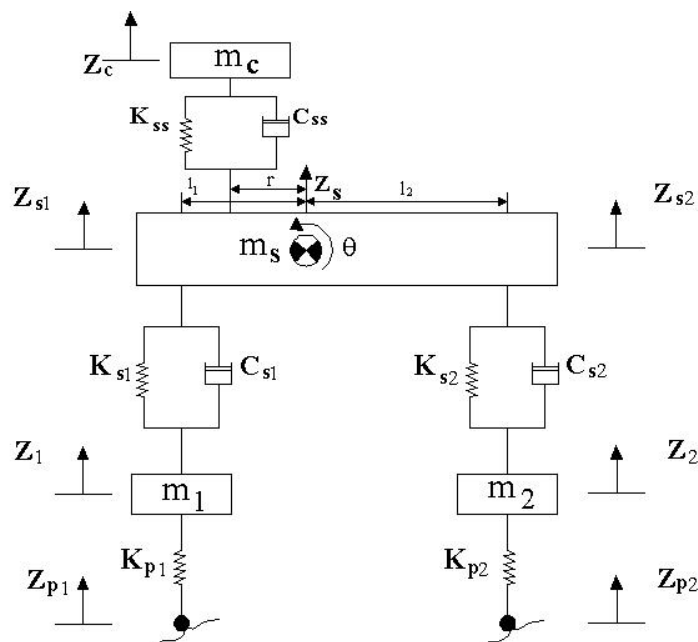 Zc
mc
Kss
Css
l1
r
Zs
l2
Zs1
Zs2
ms
θ
Ks1
Cs1
Ks2
Cs2
Z1
m1
m2
Z2
Kp1
Kp2
Zp1
Zp2